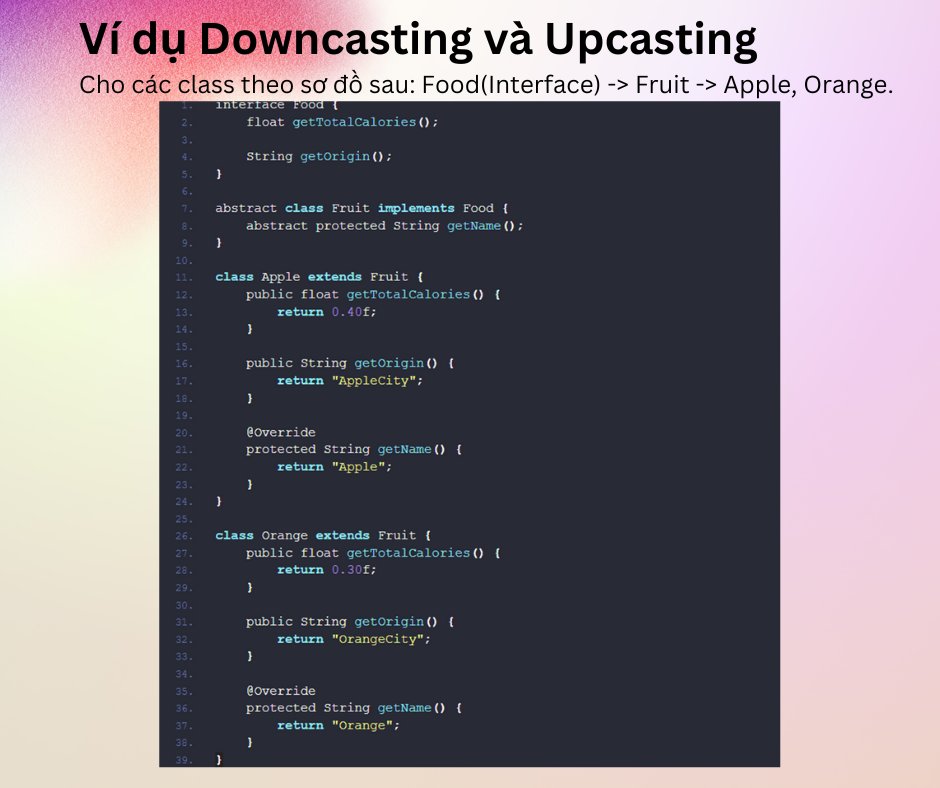 Ví dụ Downcasting và Upcasting
Cho các class theo sơ đồ sau: Food(Interface) -> Fruit -> Apple, Orange.
1. interface Food {
2. float getTotalCalories();
3.
4. String getOrigin();
5. }
6.
7. abstract class Fruit implements Food {
8. abstract protected String getName();
9. }
10.
11. class Apple extends Fruit {
12. public float getTotalCalories() {
13. return 0.40f;
14. }
15.
16. public String getOrigin() {
17. return "AppleCity";
18. }
19.
20. @Override
21. protected String getName() {
22. return "Apple";
23. }
24. }
25.
26. class Orange extends Fruit {
27. public float getTotalCalories() {
28. return 0.30f;
29. }
30.
31. public String getOrigin() {
32. return "OrangeCity";
33. }
34.
35. @Override
36. protected String getName() {
37. return "Orange";
38. }
39. }